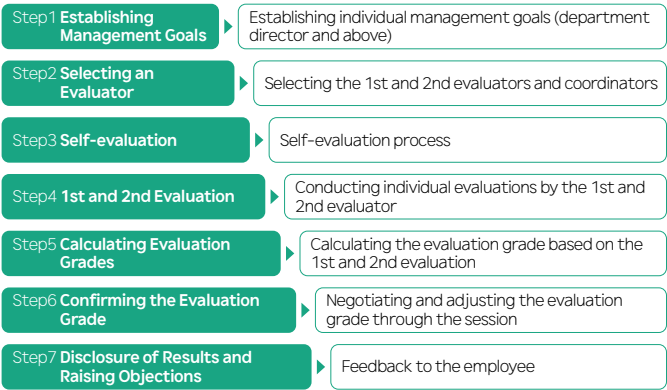 Step1 Establishing
Management Goals
Establishing individual management goals (department
director and above)
Step2 Selecting an
Evaluator
Selecting the 1st and 2nd evaluators and coordinators
Step3 Self-evaluation
Self-evaluation process
Step4 1st and 2nd Evaluation
Conducting individual evaluations by the 1st and
2nd evaluator
Step5 Calculating Evaluation
Grades
Calculating the evaluation grade based on the
1st and 2nd evaluation
Step6 Confirming the Evaluation
Grade
Negotiating and adjusting the evaluation
grade through the session
Step7 Disclosure of Results and
Raising Objections
Feedback to the employee